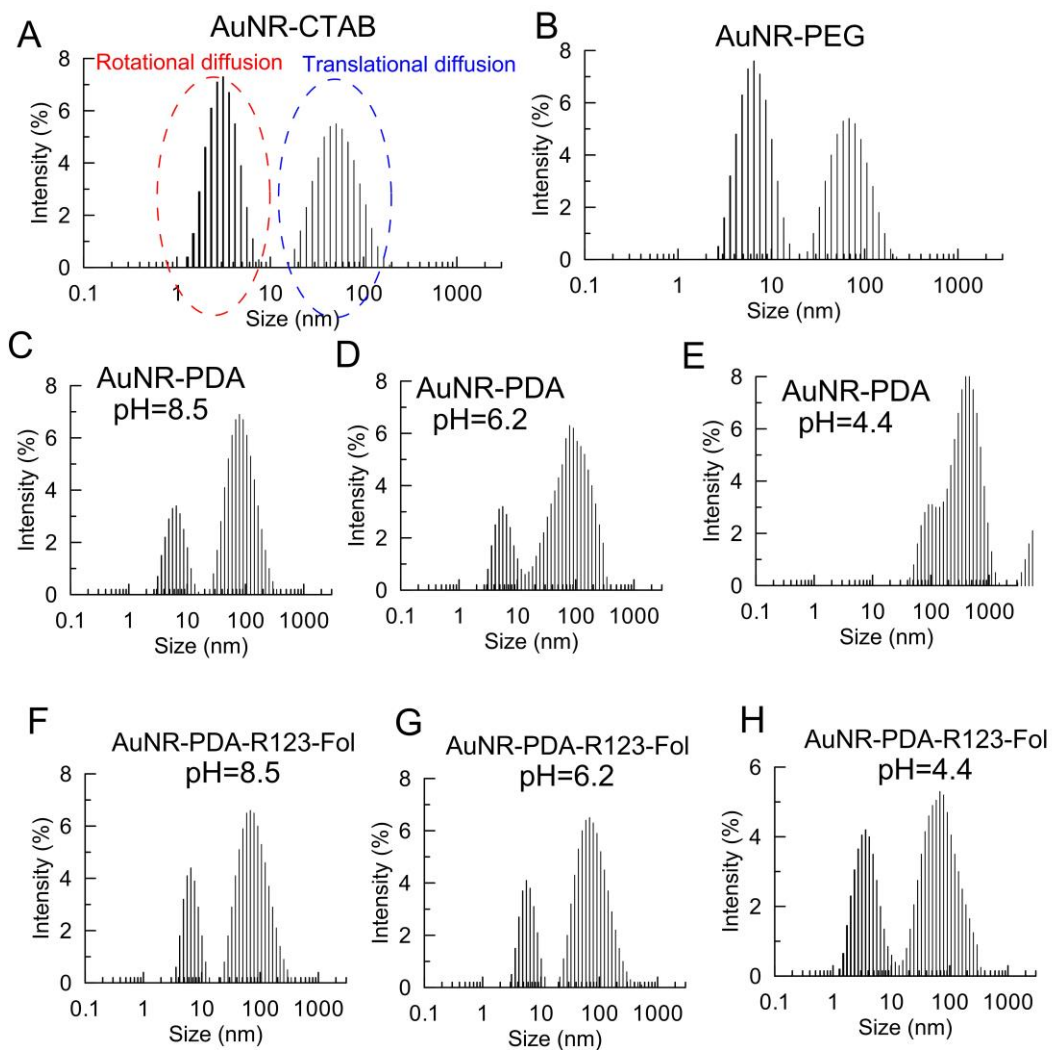 A
AuNR-CTAB
Rotational diffusion
Translational diffusion
Intensity (%)
8
6
4
2
0
0.1
1
10
100
1000
Size (nm)
B
AuNR-PEG
Intensity (%)
8
6
4
2
0
0.1
1
10
100
1000
Size (nm)
C
AuNR-PDA
pH=8.5
Intensity (%)
8
6
4
2
0
0.1
1
10
100
1000
Size (nm)
D
AuNR-PDA
pH=6.2
Intensity (%)
8
6
4
2
0
0.1
1
10
100
1000
Size (nm)
E
AuNR-PDA
pH=4.4
Intensity (%)
8
6
4
2
0
0.1
1
10
100
1000
Size (nm)
F
AuNR-PDA-R123-Fol
pH=8.5
Intensity (%)
8
6
4
2
0
0.1
1
10
100
1000
Size (nm)
G
AuNR-PDA-R123-Fol
pH=6.2
Intensity (%)
8
6
4
2
0
0.1
1
10
100
1000
Size (nm)
H
AuNR-PDA-R123-Fol
pH=4.4
Intensity (%)
6
4
2
0
0.1
1
10
100
1000
Size (nm)